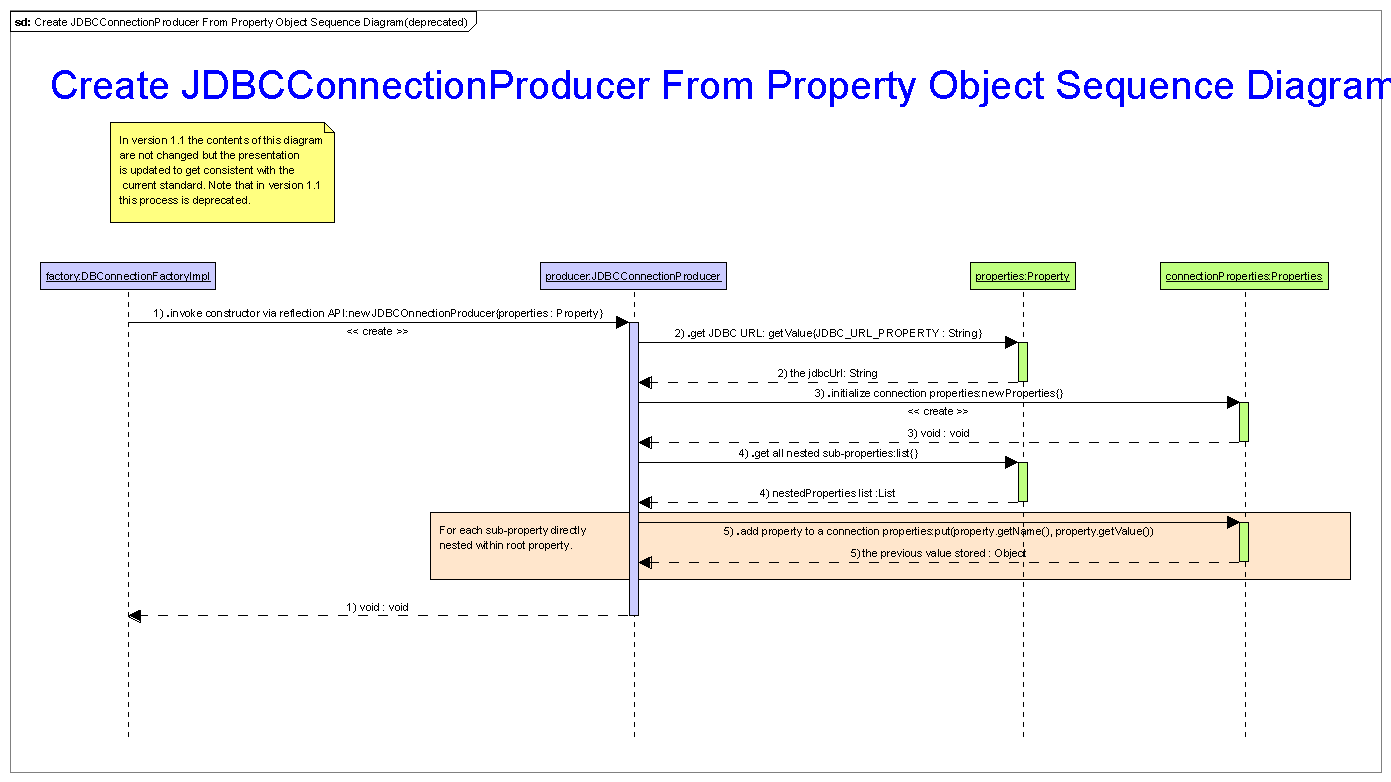 sd: Create JDBCConnectionProducer From Property Object Sequence Diagram(deprecated)
Create JDBCConnectionProducer From Property Object Sequence Diagram
In version 1.1 the contents of this diagram
are not changed but the presentation
is updated to get consistent with the
current standard. Note that in version 1.1
this process is deprecated.
factory:DBConnectionFactoryImpl
producer:JDBCConnectionProducer
properties:Property
connectionProperties:Properties
1) .invoke constructor via reflection API:new JDBCOnnectionProducer{properties : Property}
<< create >>
2) .get JDBC URL: getValue{JDBC_URL_PROPERTY : String}
2) the jdbcUrl: String
3) .initialize connection properties:new Properties{}
<< create >>
3) void : void
4) .get all nested sub-properties:list{}
4) nestedProperties list :List
For each sub-property directly
nested within root property.
5) .add property to a connection properties:put(property.getName(), property.getValue())
5)the previous value stored : Object
1) void : void